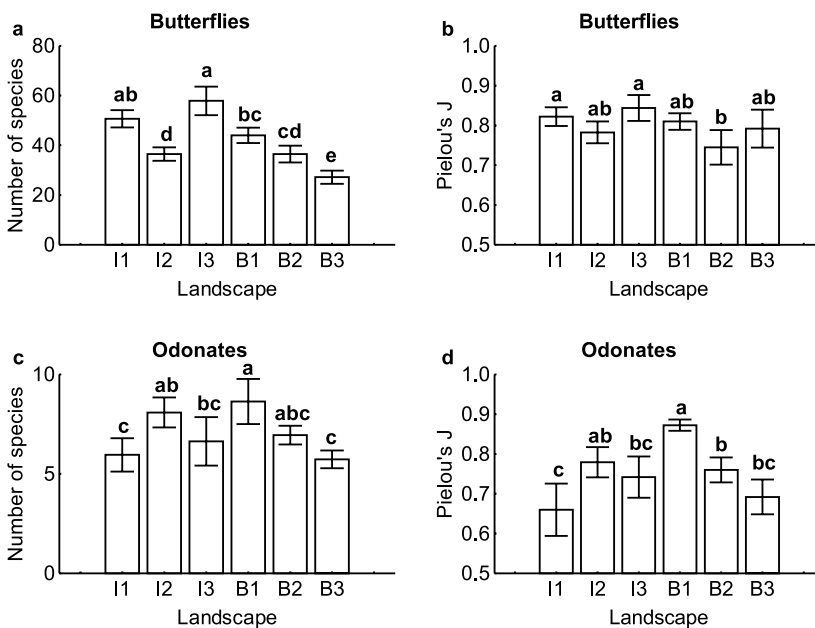 a Butterflies
Number of species
80
60
40
20
0
ab d a bc cd e
I1 I2 I3 B1 B2 B3
Landscape
b Butterflies
Pielou's J
1.0
0.9
0.8
0.7
0.6
0.5
a ab a ab b ab
I1 I2 I3 B1 B2 B3
Landscape
c Odonates
Number of species
10
5
0
c ab bc a abc c
I1 I2 I3 B1 B2 B3
Landscape
d Odonates
Pielou's J
1.0
0.9
0.8
0.7
0.6
0.5
c ab bc a b bc
I1 I2 I3 B1 B2 B3
Landscape